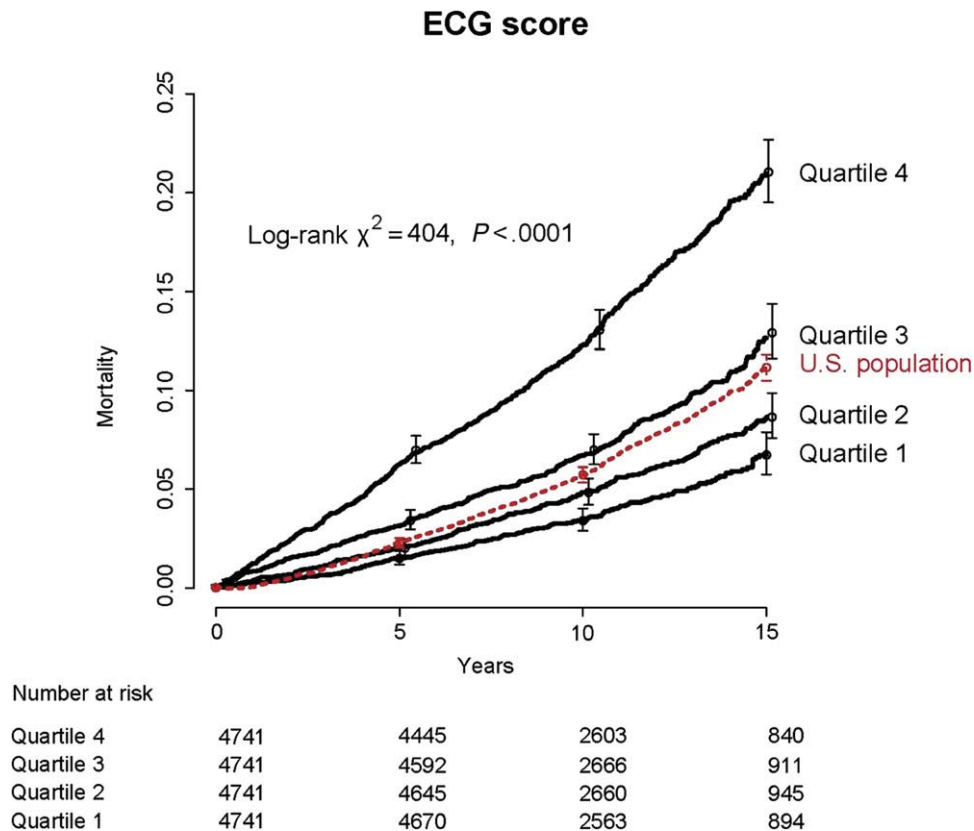 ECG score
0.25
0.20
0.15
0.10
0.05
0.00
Mortality
Log-rank χ² = 404, P < .0001
Quartile 4
Quartile 3
U.S. population
Quartile 2
Quartile 1
0 5 10 15
Years
Number at risk
Quartile 4 4741 4445 2603 840
Quartile 3 4741 4592 2666 911
Quartile 2 4741 4645 2660 945
Quartile 1 4741 4670 2563 894